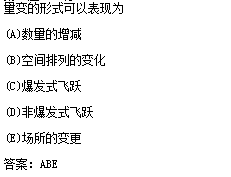 量变的形式可以表现为
(A)数量的增减
(B)空间排列的变化
(C)爆发式飞跃
(D)非爆发式飞跃
(E)场所的变更
答案：ABE